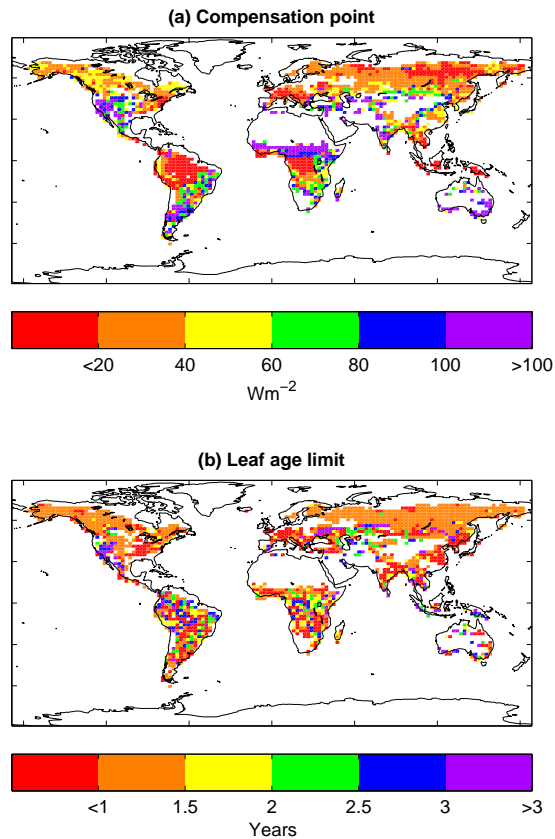 (a) Compensation point
<20 40 60 80 100 >100
Wm−2
(b) Leaf age limit
<1 1.5 2 2.5 3 >3
Years